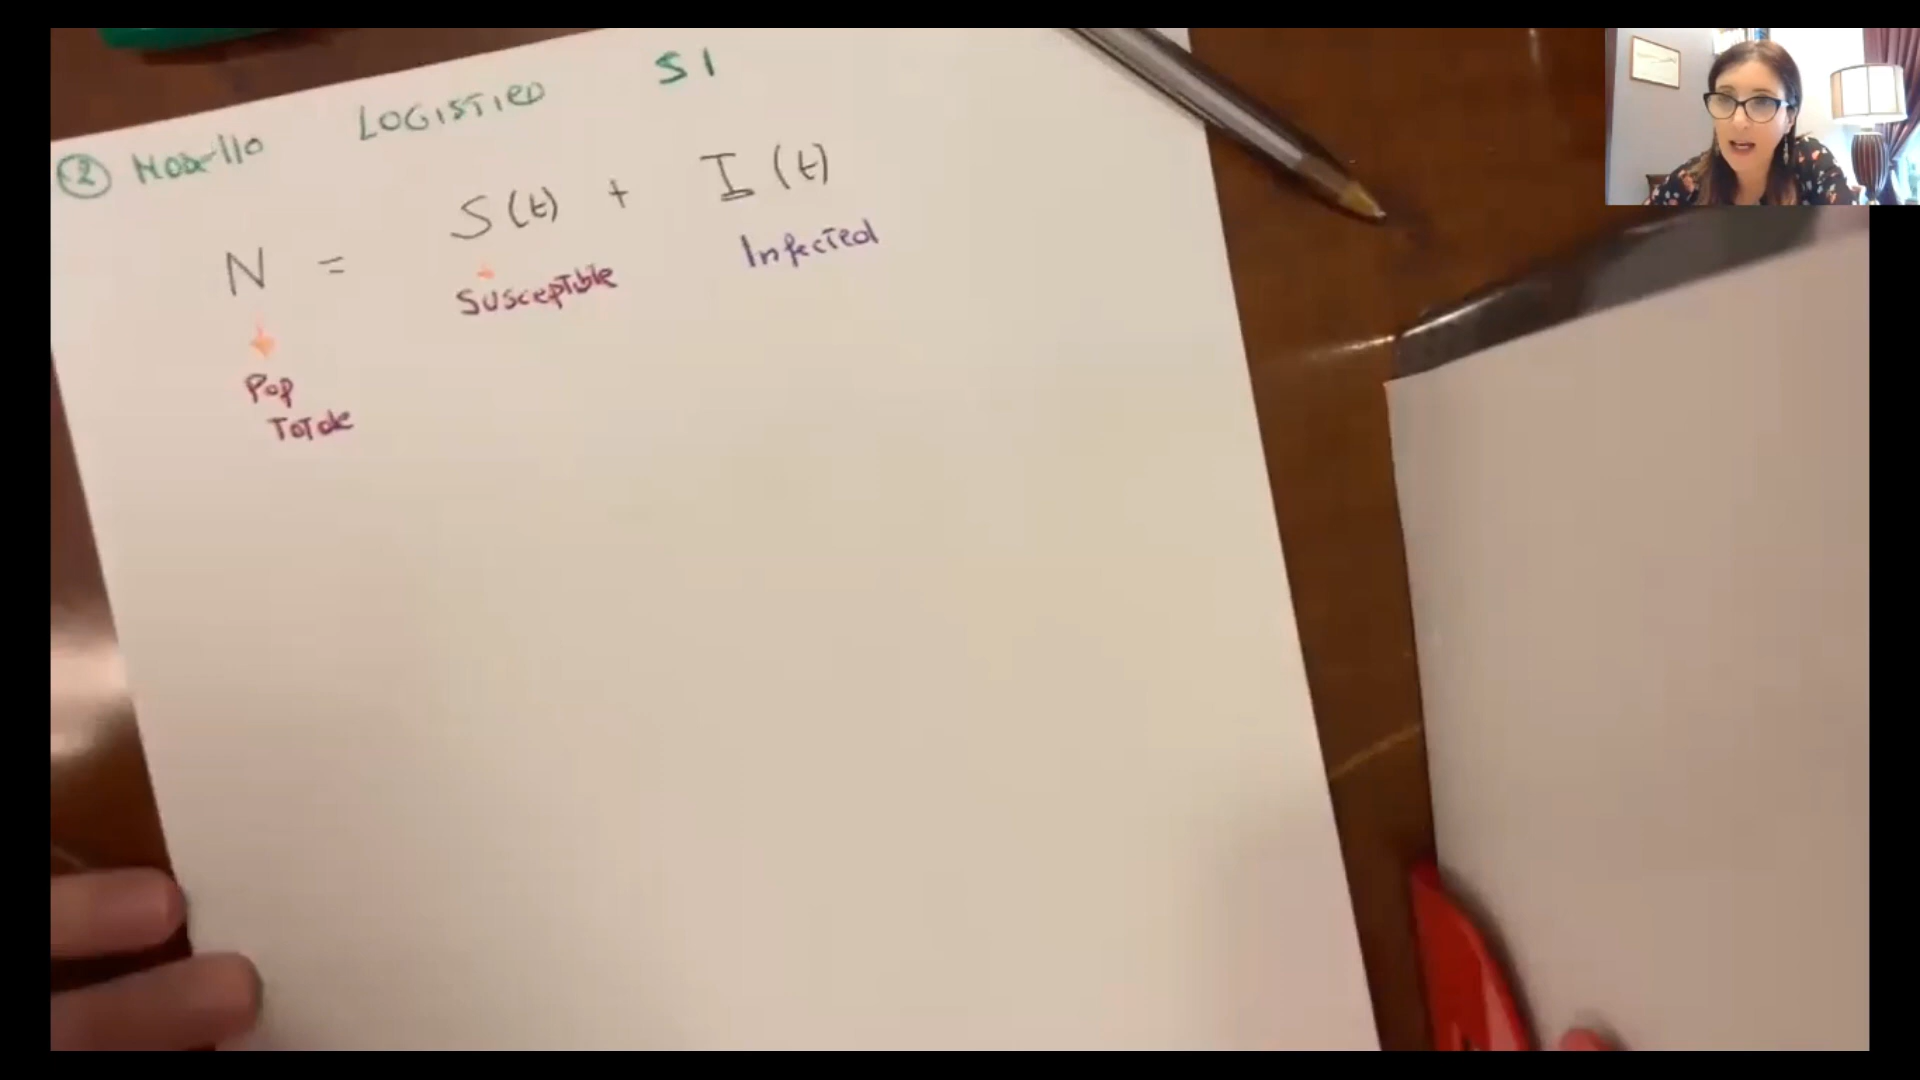 ② Modello LOGISTICO SI
N = S(t) + I(t)
Susceptible Infected
Pop
Totale